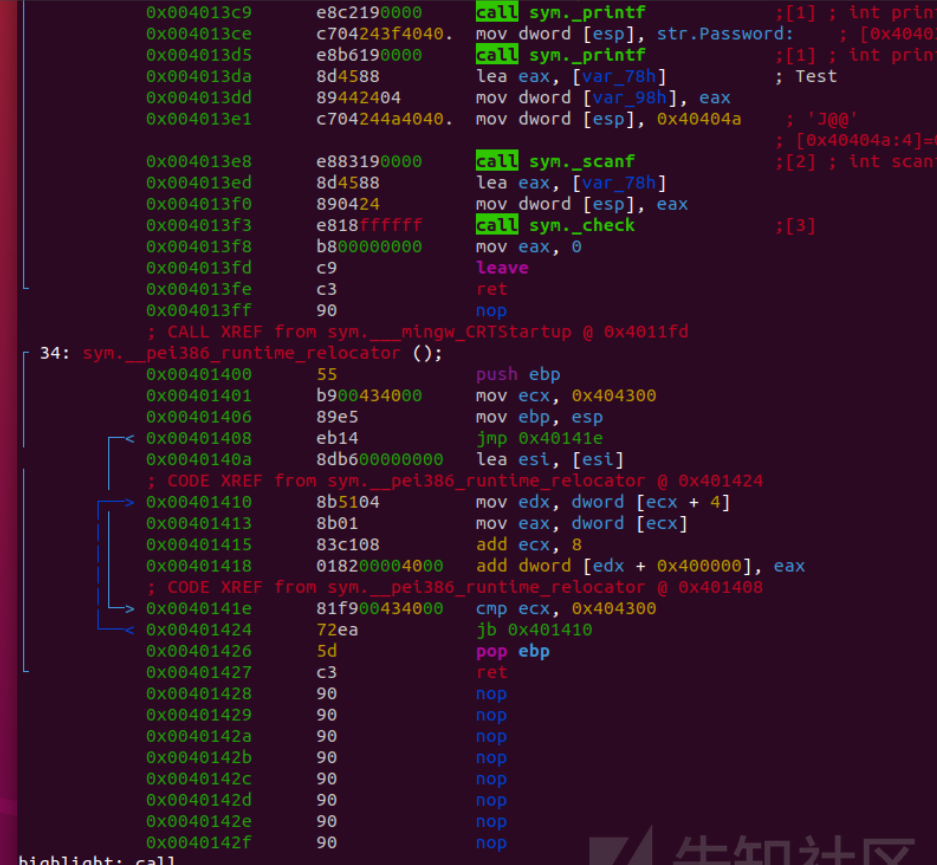 0x004013c9 e8c2190000 call sym._printf ;[1] ; int prin
0x004013ce c704243f4040. mov dword [esp], str.Password: ; [0x4040
0x004013d5 e8b6190000 call sym._printf ;[1] ; int prin
0x004013da 8d4588 lea eax, [var_78h] ; Test
0x004013dd 89442404 mov dword [var_98h], eax
0x004013e1 c704244a4040. mov dword [esp], 0x40404a ; 'J@@'
; [0x40404a:4]=
0x004013e8 e883190000 call sym._scanf ;[2] ; int scan
0x004013ed 8d4588 lea eax, [var_78h]
0x004013f0 890424 mov dword [esp], eax
0x004013f3 e818ffffff call sym._check ;[3]
0x004013f8 b800000000 mov eax, 0
0x004013fd c9 leave
0x004013fe c3 ret
0x004013ff 90 nop
; CALL XREF from sym.___mingw_CRTStartup @ 0x4011fd
34: sym.__pei386_runtime_relocator ();
0x00401400 55 push ebp
0x00401401 b900434000 mov ecx, 0x404300
0x00401406 89e5 mov ebp, esp
0x00401408 eb14 jmp 0x40141e
0x0040140a 8db600000000 lea esi, [esi]
; CODE XREF from sym.__pei386_runtime_relocator @ 0x401424
0x00401410 8b5104 mov edx, dword [ecx + 4]
0x00401413 8b01 mov eax, dword [ecx]
0x00401415 83c108 add ecx, 8
0x00401418 018200004000 add dword [edx + 0x400000], eax
; CODE XREF from sym.__pei386_runtime_relocator @ 0x401408
0x0040141e 81f900434000 cmp ecx, 0x404300
0x00401424 72ea jb 0x401410
0x00401426 5d pop ebp
0x00401427 c3 ret
0x00401428 90 nop
0x00401429 90 nop
0x0040142a 90 nop
0x0040142b 90 nop
0x0040142c 90 nop
0x0040142d 90 nop
0x0040142e 90 nop
0x0040142f 90 nop
先知社区
highlight: call